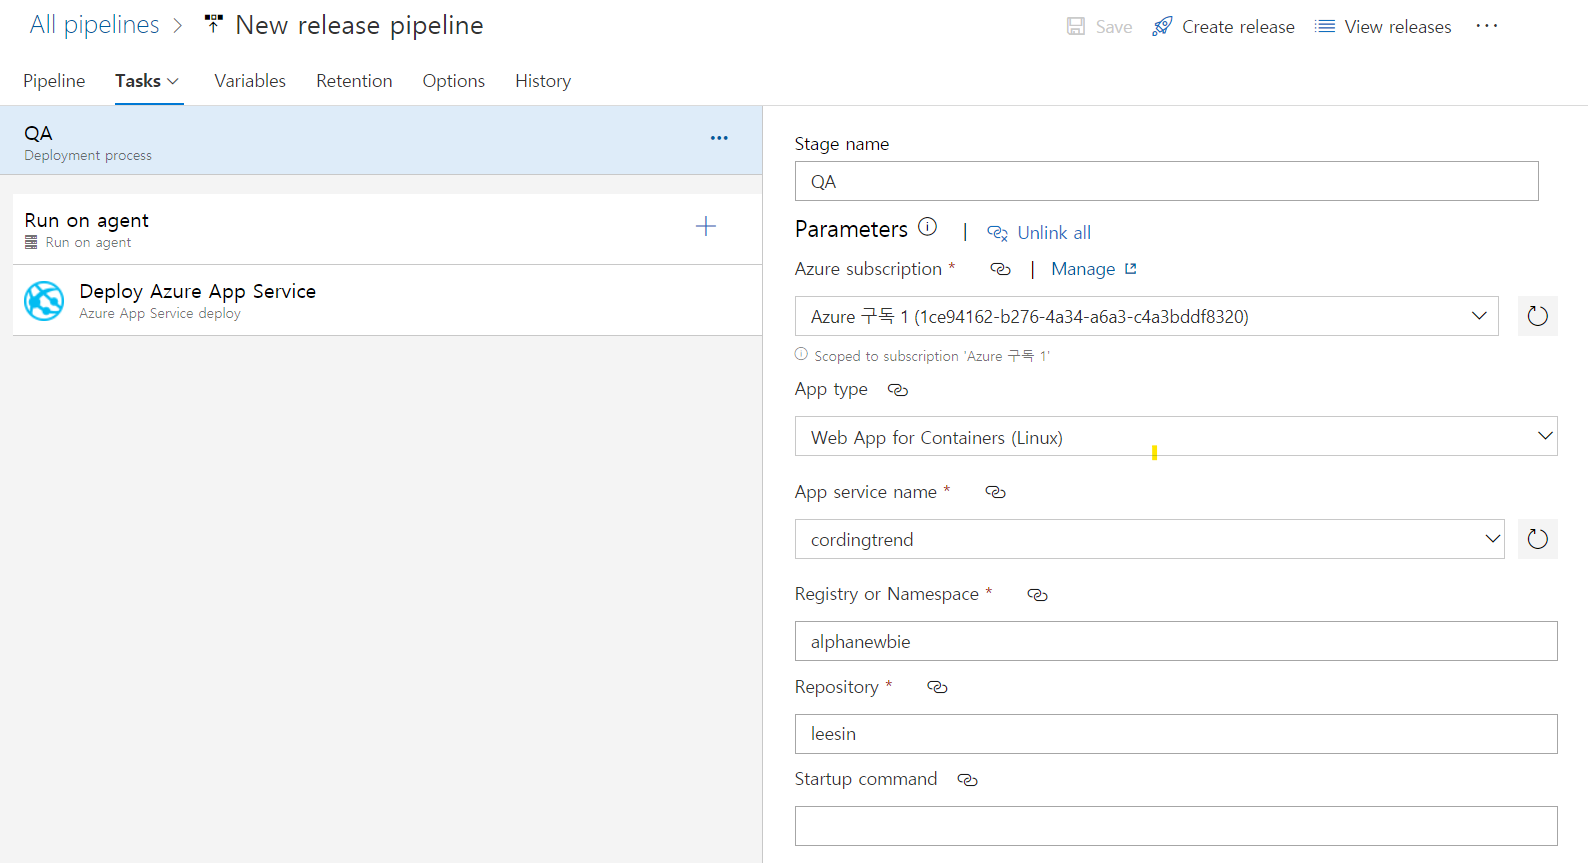 All pipelines > New release pipeline
Save Create release View releases ...
Pipeline Tasks Variables Retention Options History
QA
Deployment process
Run on agent
Run on agent
Deploy Azure App Service
Azure App Service deploy
Stage name
QA
Parameters | Unlink all
Azure subscription * | Manage
Azure 구독 1 (1ce94162-b276-4a34-a6a3-c4a3bddf8320)
Scoped to subscription 'Azure 구독 1'
App type
Web App for Containers (Linux)
App service name *
cordingtrend
Registry or Namespace *
alphanewbie
Repository *
leesin
Startup command